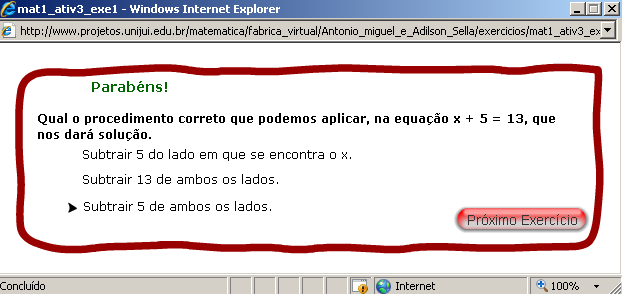 mat1_ativ3_exe1 - Windows Internet Explorer
http://www.projetos.unijui.edu.br/matematica/fabrica_virtual/Antonio_miguel_e_Adilson_Sella/exercicios/mat1_ativ3_ex
Parabéns!
Qual o procedimento correto que podemos aplicar, na equação x + 5 = 13, que
nos dará solução.
Subtrair 5 do lado em que se encontra o x.
Subtrair 13 de ambos os lados.
Subtrair 5 de ambos os lados.
Próximo Exercício
Concluído
Internet
100%